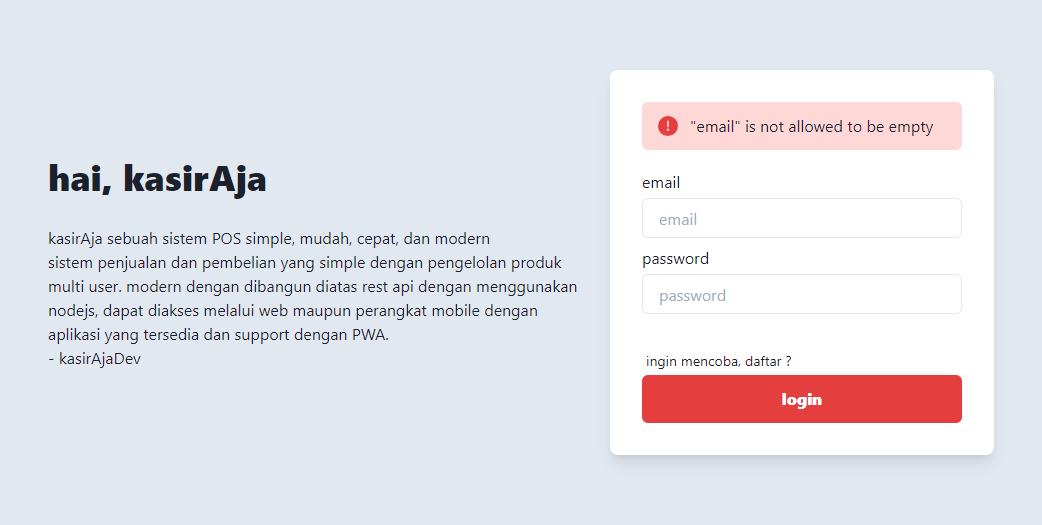 hai, kasirAja
kasirAja sebuah sistem POS simple, mudah, cepat, dan modern
sistem penjualan dan pembelian yang simple dengan pengelolan produk
multi user. modern dengan dibangun diatas rest api dengan menggunakan
nodejs, dapat diakses melalui web maupun perangkat mobile dengan
aplikasi yang tersedia dan support dengan PWA.
- kasirAjaDev
"email" is not allowed to be empty
email
email
password
password
ingin mencoba, daftar ?
login